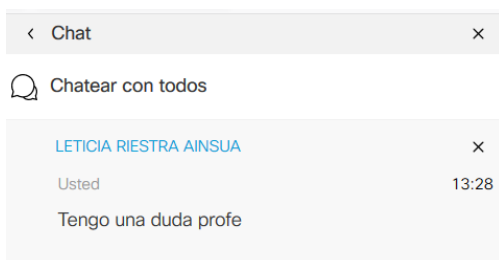 Chat
Chatear con todos
LETICIA RIESTRA AINSUA
Usted 13:28
Tengo una duda profe